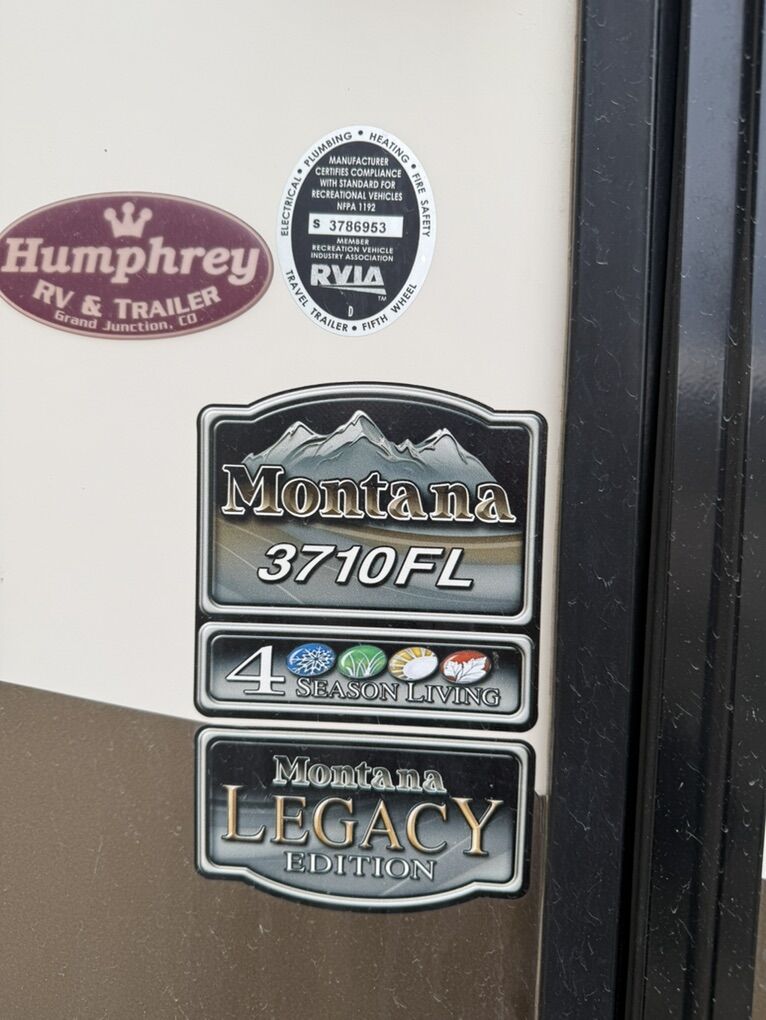 Humphrey
RV & TRAILER
Grand Junction, CO
ELECTRICAL • PLUMBING • HEATING • FIRE SAFETY
MANUFACTURER
CERTIFIES COMPLIANCE
WITH STANDARD FOR
RECREATIONAL VEHICLES
NFPA 1192
S 3786953
MEMBER
RECREATION VEHICLE
INDUSTRY ASSOCIATION
RVIA
TM
D
TRAVEL TRAILER • FIFTH WHEEL
Montana
3710FL
4 SEASON LIVING
Montana
LEGACY
EDITION